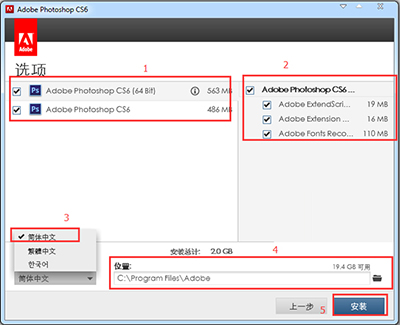 Adobe Photoshop CS6
Adobe
选项
1
2
Ps Adobe Photoshop CS6 (64 Bit) 563 MB
Ps Adobe Photoshop CS6 486 MB
Adobe Photoshop CS6...
Adobe ExtendScri... 19 MB
Adobe Extension ... 16 MB
Adobe Fonts Reco... 110 MB
3
简体中文
繁體中文
한국어
简体中文
安装总计: 2.0 GB
4
位置: 19.4 GB 可用
C:\Program Files\Adobe
上一步
5
安装